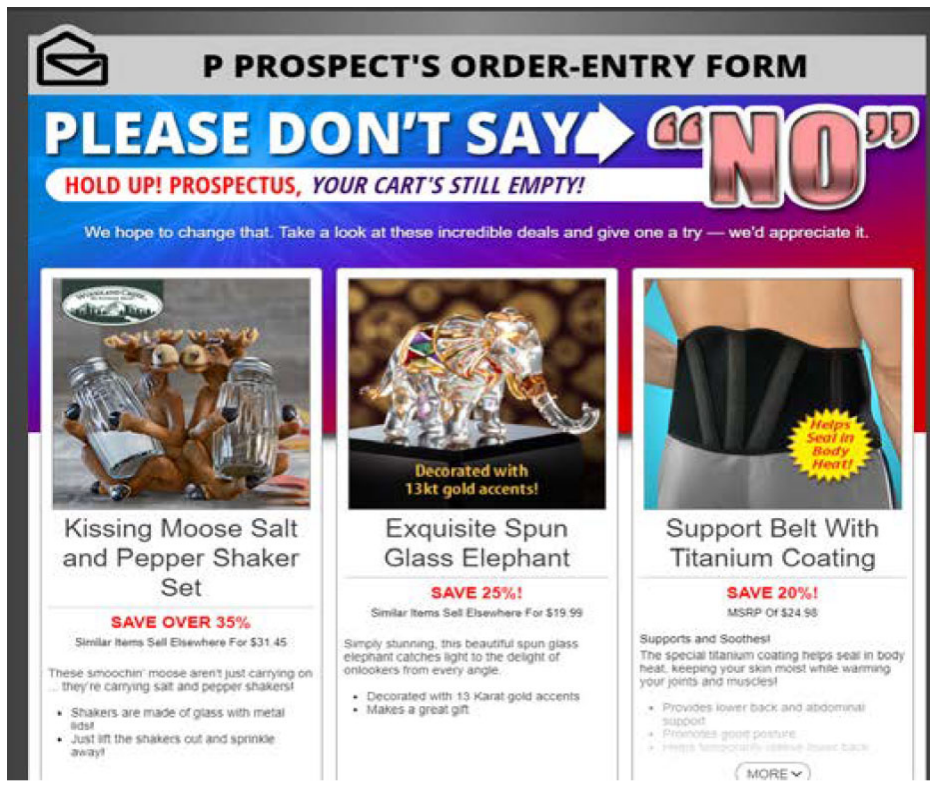 P PROSPECT'S ORDER-ENTRY FORM
PLEASE DON'T SAY "NO"
HOLD UP! PROSPECTUS, YOUR CART'S STILL EMPTY!
We hope to change that. Take a look at these incredible deals and give one a try — we'd appreciate it.
WOODLAND CREEK
Kissing Moose Salt
and Pepper Shaker
Set
SAVE OVER 35%
Similar Items Sell Elsewhere For $31.45
These smoochin' moose aren't just carrying on
... they're carrying salt and pepper shakers!
• Shakers are made of glass with metal
lids!
• Just lift the shakers out and sprinkle
away!
Decorated with
13kt gold accents!
Exquisite Spun
Glass Elephant
SAVE 25%!
Similar Items Sell Elsewhere For $19.99
Simply stunning, this beautiful spun glass
elephant catches light to the delight of
onlookers from every angle.
• Decorated with 13 Karat gold accents
• Makes a great gift
Helps
Seal in
Body
Heat!
Support Belt With
Titanium Coating
SAVE 20%!
MSRP Of $24.98
Supports and Soothes!
The special titanium coating helps seal in body
heat, keeping your skin moist while warming
your joints and muscles!
• Provides lower back and abdominal
support
• Promotes good posture
• Helps temporarily relieve lower back
MORE